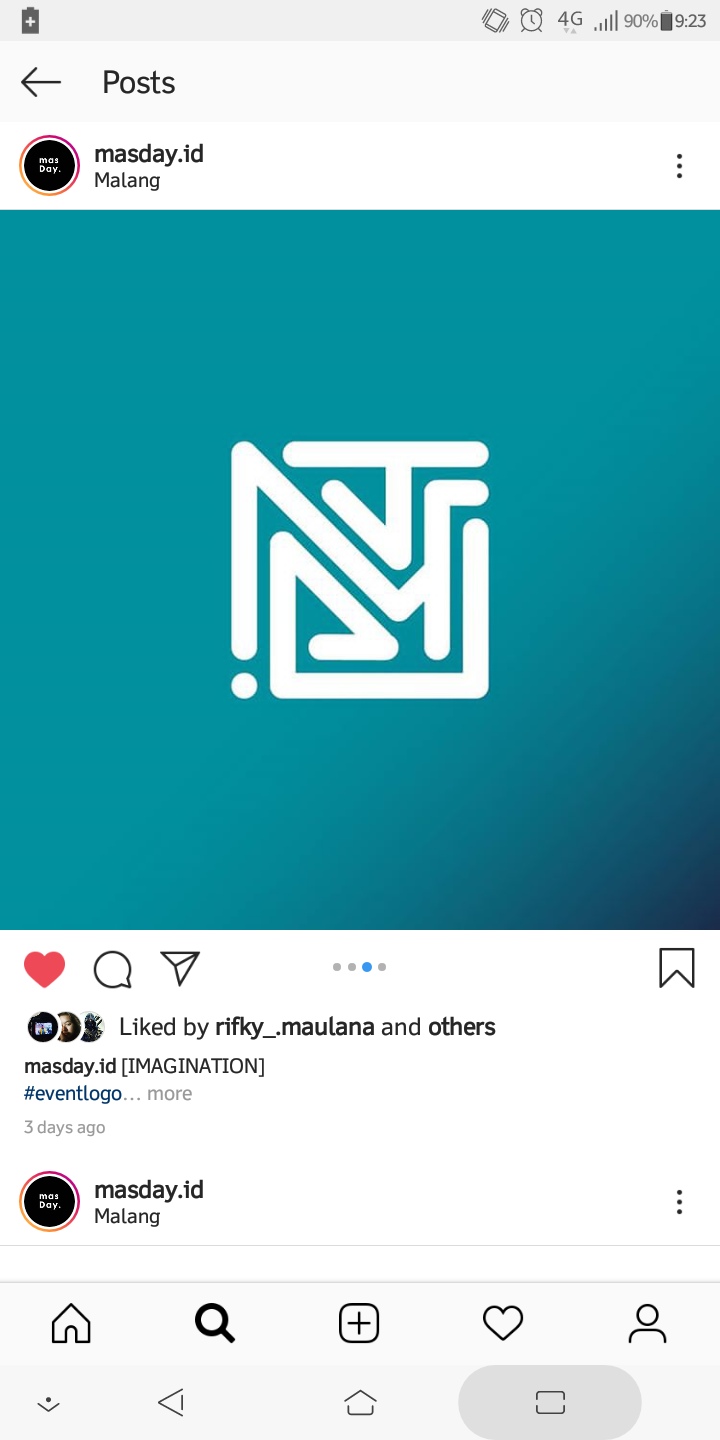 4G 90% 9:23
Posts
mas
Day.
masday.id
Malang
Liked by rifky_.maulana and others
masday.id [IMAGINATION]
#eventlogo... more
3 days ago
mas
Day.
masday.id
Malang